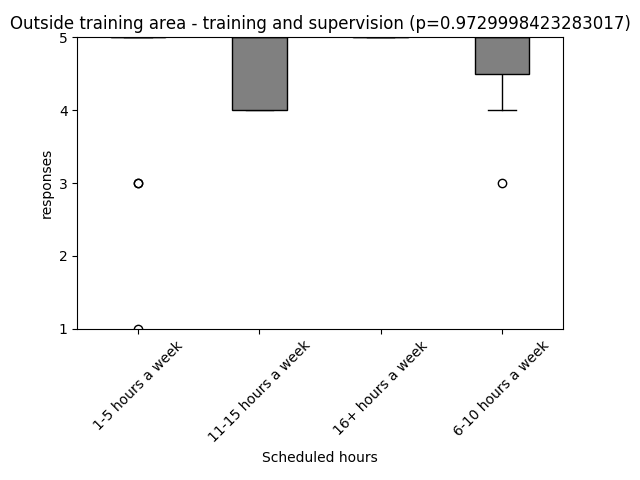 Outside training area - training and supervision (p=0.9729998423283017)
responses
5
4
3
2
1
1-5 hours a week
11-15 hours a week
16+ hours a week
6-10 hours a week
Scheduled hours